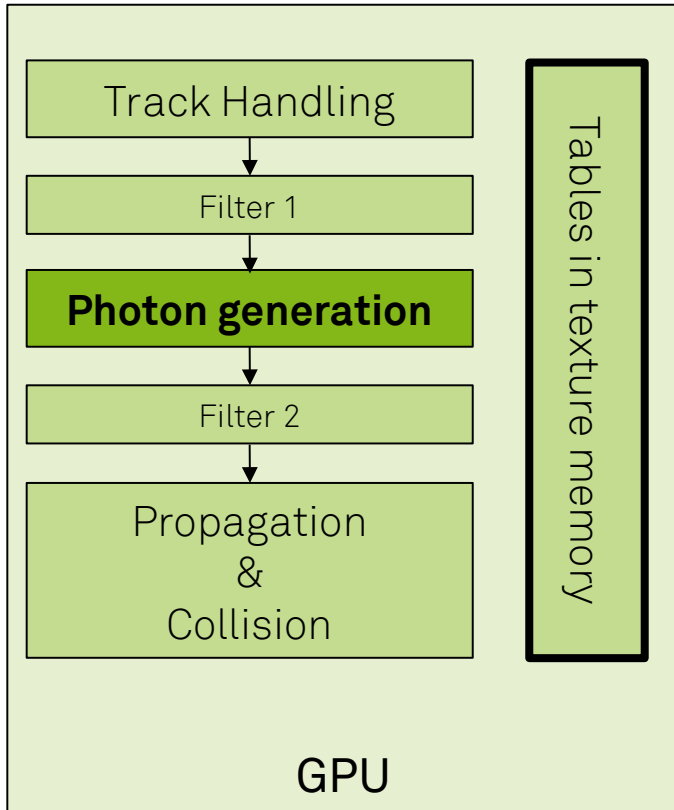 Track Handling
Filter 1
Photon generation
Filter 2
Propagation
&
Collision
Tables in texture memory
GPU